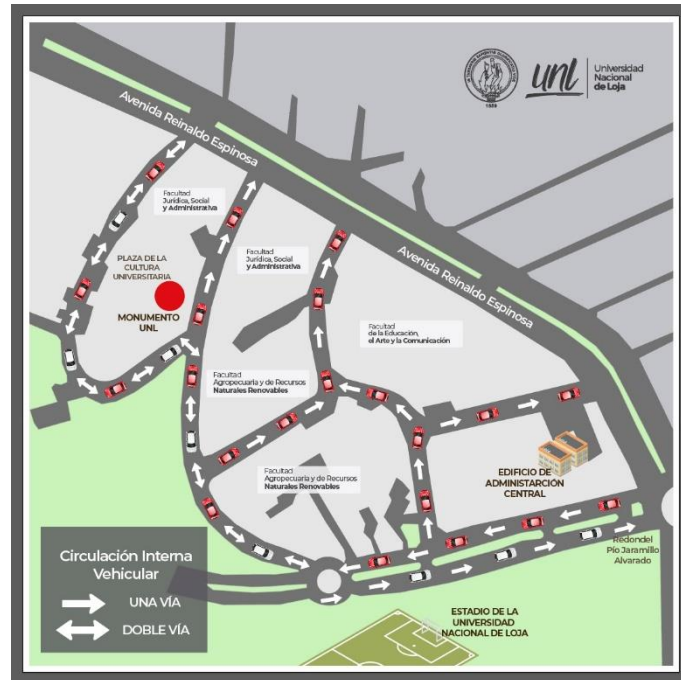 unl
Universidad
Nacional
de Loja
1859
Avenida Reinaldo Espinosa
Facultad
Jurídica, Social
y Administrativa
Facultad
Jurídica, Social
y Administrativa
PLAZA DE LA
CULTURA
UNIVERSITARIA
MONUMENTO
UNL
Avenida Reinaldo Espinosa
Facultad
de la Educación,
el Arte y la Comunicación
Facultad
Agropecuaria y de Recursos
Naturales Renovables
Facultad
Agropecuaria y de Recursos
Naturales Renovables
EDIFICIO DE
ADMINISTARCIÓN
CENTRAL
Redondel
Pío Jaramillo
Alvarado
Circulación Interna
Vehicular
UNA VÍA
DOBLE VÍA
ESTADIO DE LA
UNIVERSIDAD
NACIONAL DE LOJA